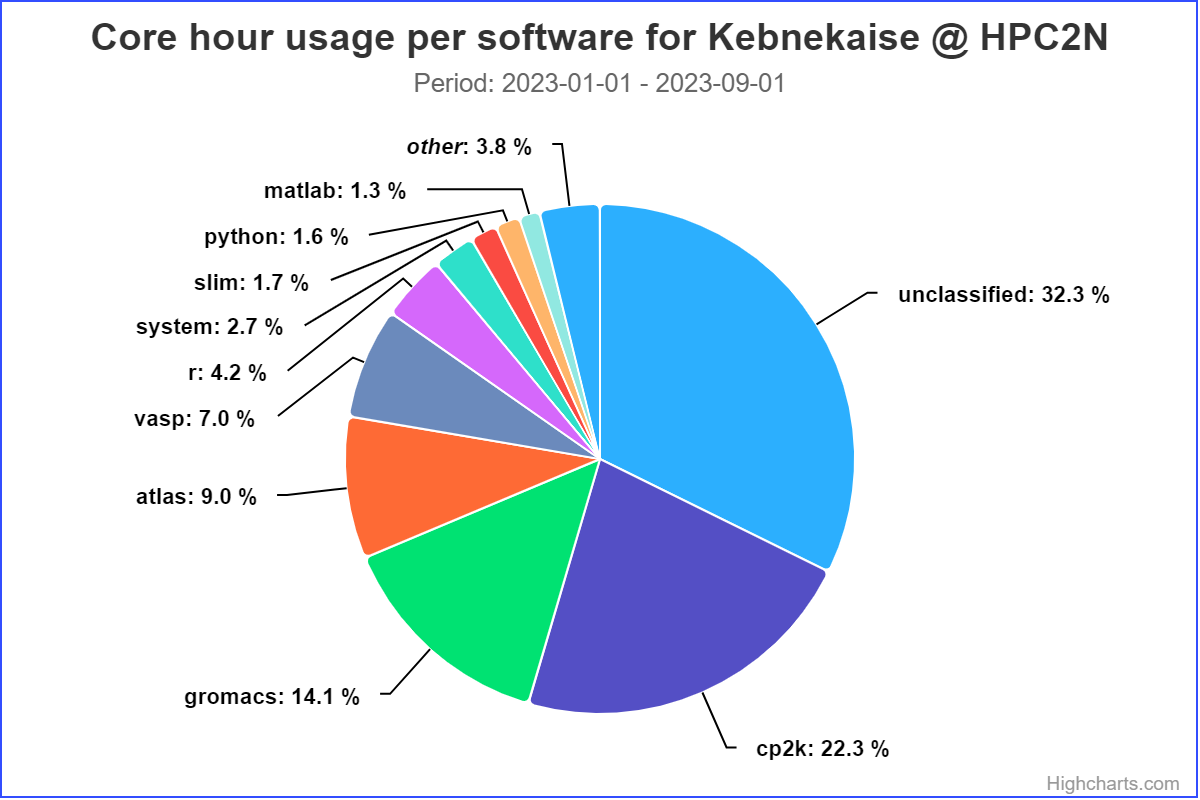 Core hour usage per software for Kebnekaise @ HPC2N
Period: 2023-01-01 - 2023-09-01
other: 3.8 %
matlab: 1.3 %
python: 1.6 %
slim: 1.7 %
unclassified: 32.3 %
system: 2.7 %
r: 4.2 %
vasp: 7.0 %
atlas: 9.0 %
gromacs: 14.1 %
cp2k: 22.3 %
Highcharts.com